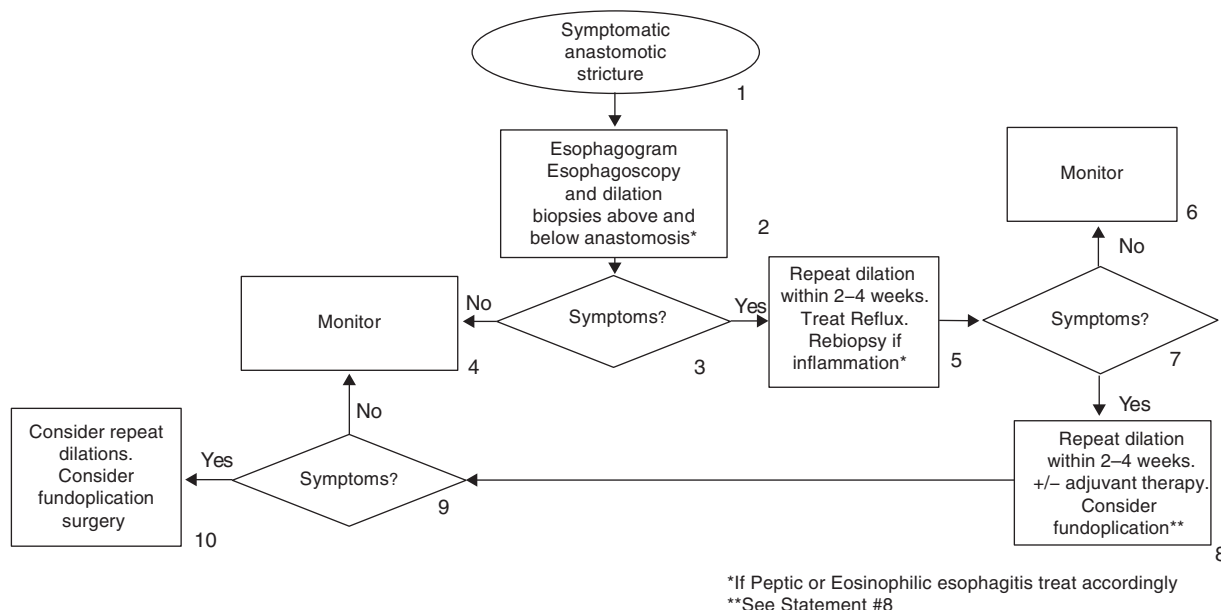 Symptomatic
anastomotic
stricture
1
Esophagogram
Esophagoscopy
and dilation
biopsies above and
below anastomosis*
2
Symptoms?
3
No
Yes
Monitor
4
Repeat dilation
within 2–4 weeks.
Treat Reflux.
Rebiopsy if
inflammation*
5
Monitor
6
No
Symptoms?
7
Yes
Repeat dilation
within 2–4 weeks.
+/– adjuvant therapy.
Consider
fundoplication**
8
No
Symptoms?
9
Yes
Consider repeat
dilations.
Consider
fundoplication
surgery
10
*If Peptic or Eosinophilic esophagitis treat accordingly
**See Statement #8